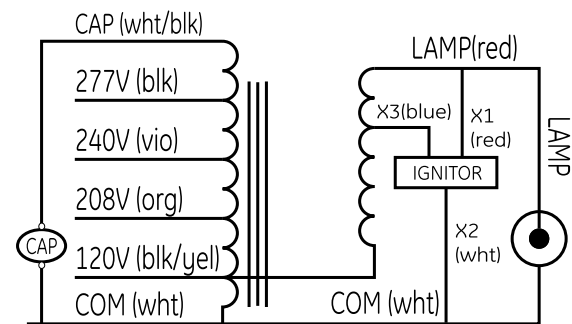 CAP (wht/blk)
277V (blk)
240V (vio)
208V (org)
120V (blk/yel)
COM (wht)
CAP
LAMP(red)
X3(blue)
X1
(red)
IGNITOR
X2
(wht)
COM (wht)
LAMP